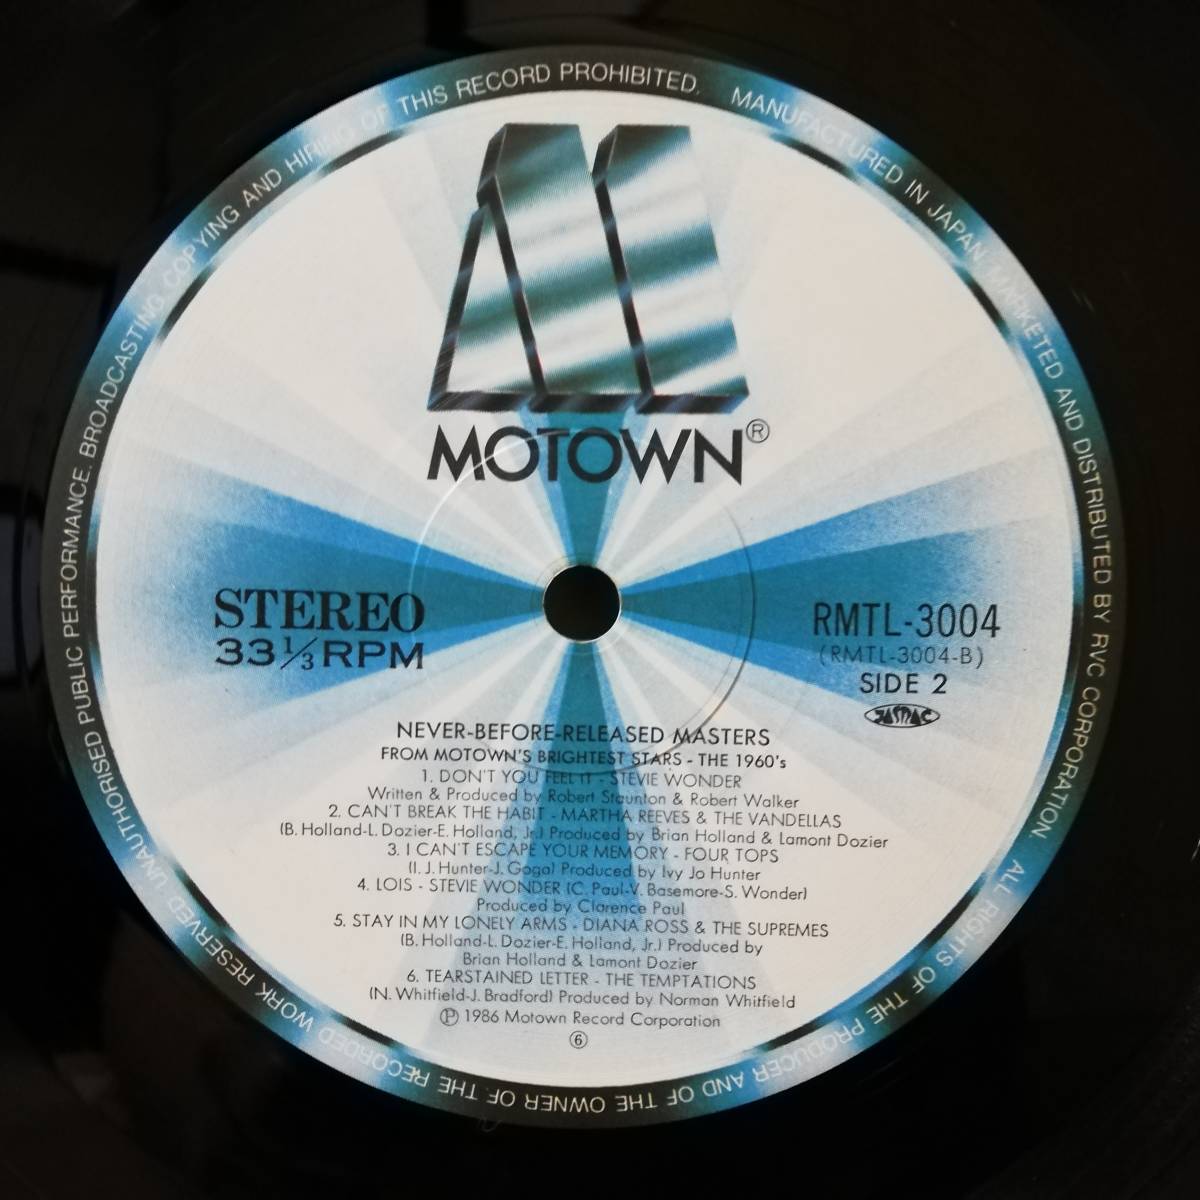 MANUFACTURED IN JAPAN, MARKETED AND DISTRIBUTED BY RVC CORPORATION. ALL RIGHTS OF THE PRODUCER AND OF THE OWNER OF THE RECORDED WORK RESERVED. UNAUTHORISED PUBLIC PERFORMANCE. BROADCASTING, COPYING AND HIRING OF THIS RECORD PROHIBITED.
MOTOWN®
STEREO
33 1/3 RPM
RMTL-3004
(RMTL-3004-B)
SIDE 2
JASRAC
NEVER-BEFORE-RELEASED MASTERS
FROM MOTOWN'S BRIGHTEST STARS - THE 1960's
1. DON'T YOU FEEL IT - STEVIE WONDER
Written & Produced by Robert Staunton & Robert Walker
2. CAN'T BREAK THE HABIT - MARTHA REEVES & THE VANDELLAS
(B. Holland-L. Dozier-E. Holland, Jr.) Produced by Brian Holland & Lamont Dozier
3. I CAN'T ESCAPE YOUR MEMORY - FOUR TOPS
(I. J. Hunter-J. Goga) Produced by Ivy Jo Hunter
4. LOIS - STEVIE WONDER (C. Paul-V. Basemore-S. Wonder)
Produced by Clarence Paul
5. STAY IN MY LONELY ARMS - DIANA ROSS & THE SUPREMES
(B. Holland-L. Dozier-E. Holland, Jr.) Produced by
Brian Holland & Lamont Dozier
6. TEARSTAINED LETTER - THE TEMPTATIONS
(N. Whitfield-J. Bradford) Produced by Norman Whitfield
℗ 1986 Motown Record Corporation
⑥